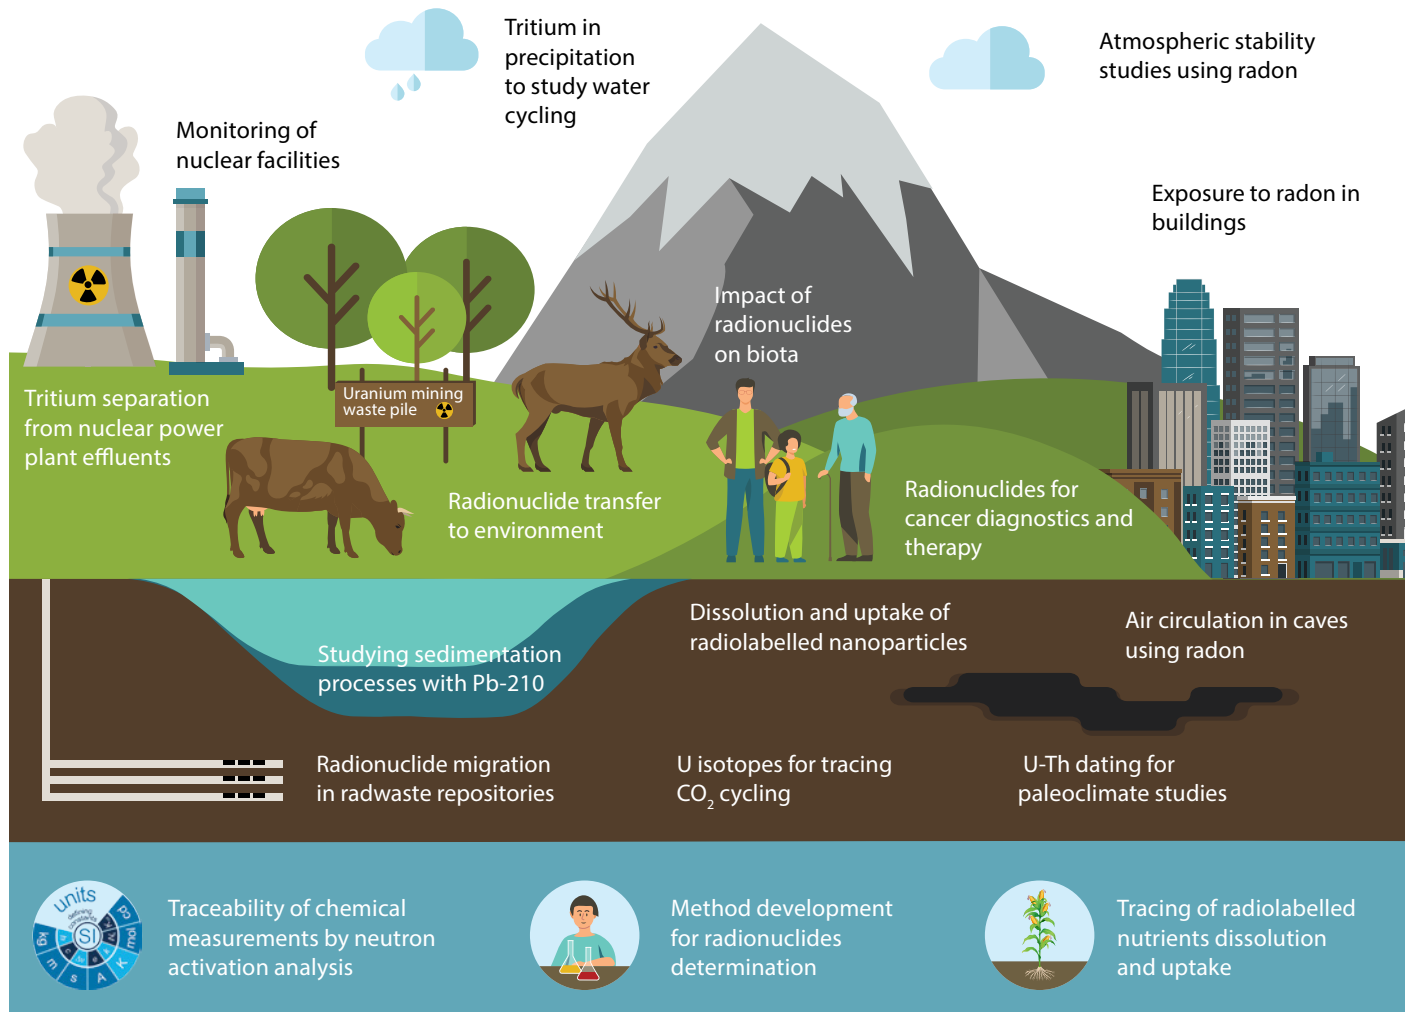 Tritium in
precipitation
to study water
cycling
Atmospheric stability
studies using radon
Monitoring of
nuclear facilities
Exposure to radon in
buildings
Impact of
radionuclides
on biota
Tritium separation
from nuclear power
plant effluents
Uranium mining
waste pile
Radionuclide transfer
to environment
Radionuclides for
cancer diagnostics and
therapy
Dissolution and uptake of
radiolabelled nanoparticles
Air circulation in caves
using radon
Studying sedimentation
processes with Pb-210
Radionuclide migration
in radwaste repositories
U isotopes for tracing
CO₂ cycling
U-Th dating for
paleoclimate studies
units
defining
constants
SI
kg
m
s
A
K
mol
cd
Traceability of chemical
measurements by neutron
activation analysis
Method development
for radionuclides
determination
Tracing of radiolabelled
nutrients dissolution
and uptake